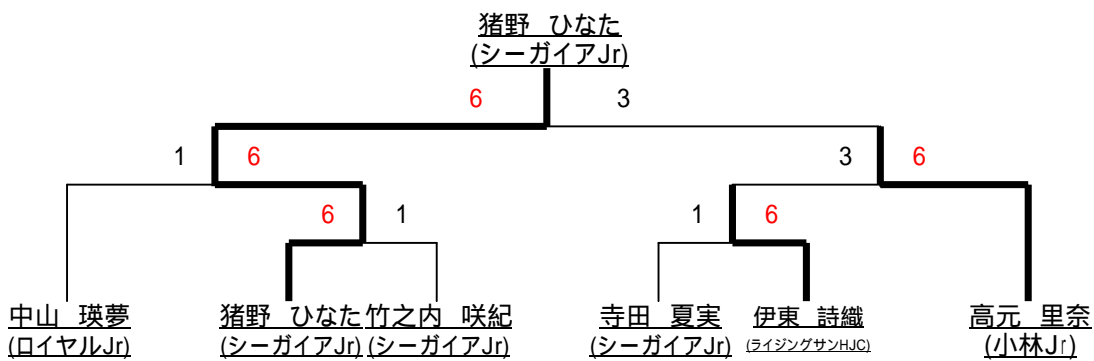 猪野 ひなた
(シーガイアJr)
6 3
1 6 3 6
6 1 1 6
中山 瑛夢 猪野 ひなた 竹之内 咲紀 寺田 夏実 伊東 詩織 高元 里奈
(ロイヤルJr) (シーガイアJr) (シーガイアJr) (シーガイアJr) (ライジングサンHJC) (小林Jr)